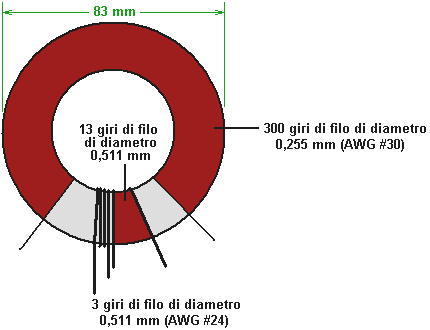 83 mm
13 giri di filo
di diametro
0,511 mm
300 giri di filo di diametro
0,255 mm (AWG #30)
3 giri di filo di diametro
0,511 mm (AWG #24)